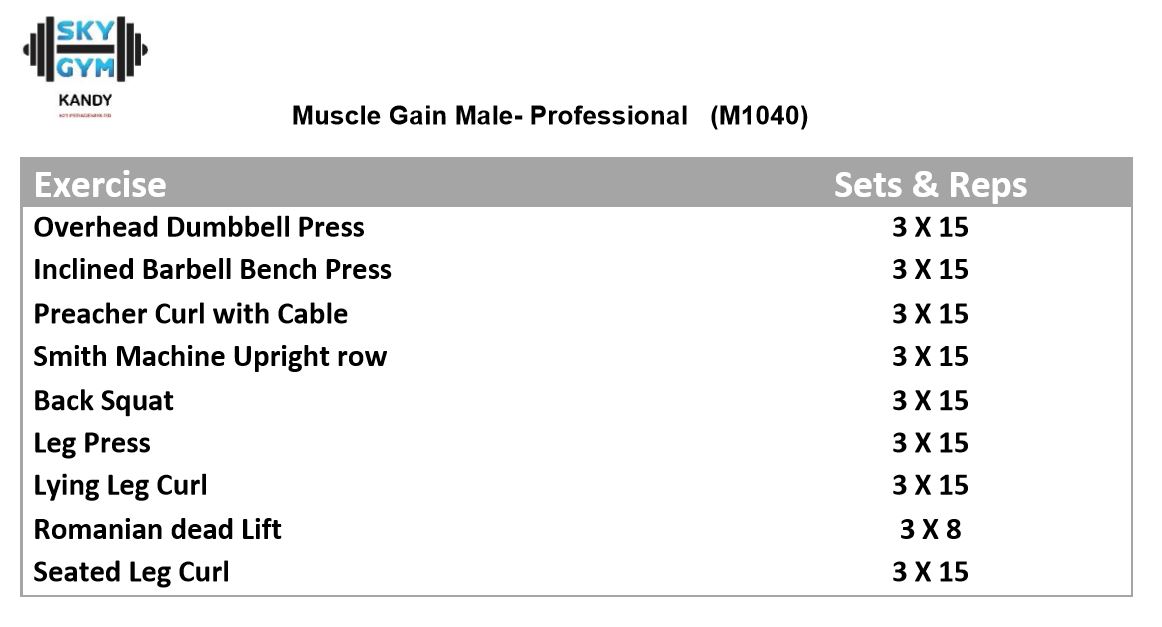 SKY
GYM
KANDY
Muscle Gain Male- Professional (M1040)
Exercise Sets & Reps
Overhead Dumbbell Press 3 X 15
Inclined Barbell Bench Press 3 X 15
Preacher Curl with Cable 3 X 15
Smith Machine Upright row 3 X 15
Back Squat 3 X 15
Leg Press 3 X 15
Lying Leg Curl 3 X 15
Romanian dead Lift 3 X 8
Seated Leg Curl 3 X 15